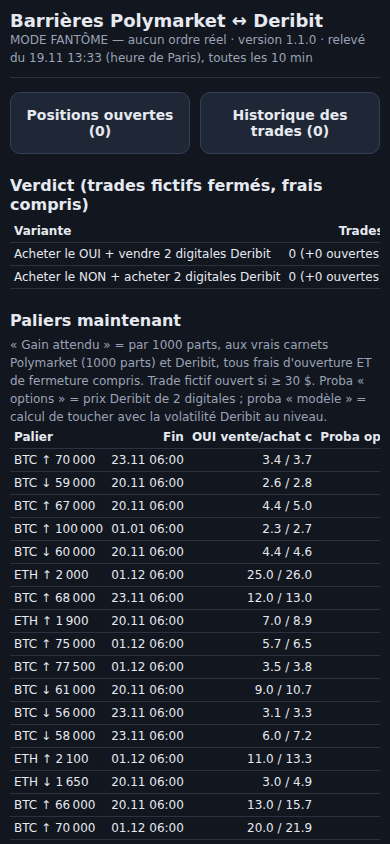 Barrières Polymarket ↔ Deribit
MODE FANTÔME — aucun ordre réel · version 1.1.0 · relevé
du 19.11 13:33 (heure de Paris), toutes les 10 min
Positions ouvertes
(0)
Historique des
trades (0)
Verdict (trades fictifs fermés, frais
compris)
Variante Trades
Acheter le OUI + vendre 2 digitales Deribit 0 (+0 ouvertes
Acheter le NON + acheter 2 digitales Deribit 0 (+0 ouvertes
Paliers maintenant
« Gain attendu » = par 1000 parts, aux vrais carnets
Polymarket (1000 parts) et Deribit, tous frais d'ouverture ET
de fermeture compris. Trade fictif ouvert si ≥ 30 $. Proba «
options » = prix Deribit de 2 digitales ; proba « modèle » =
calcul de toucher avec la volatilité Deribit au niveau.
Palier Fin OUI vente/achat c Proba op
BTC ↑ 70 000 23.11 06:00 3.4 / 3.7
BTC ↓ 59 000 20.11 06:00 2.6 / 2.8
BTC ↑ 67 000 20.11 06:00 4.4 / 5.0
BTC ↑ 100 000 01.01 06:00 2.3 / 2.7
BTC ↓ 60 000 20.11 06:00 4.4 / 4.6
ETH ↑ 2 000 01.12 06:00 25.0 / 26.0
BTC ↑ 68 000 23.11 06:00 12.0 / 13.0
ETH ↑ 1 900 20.11 06:00 7.0 / 8.9
BTC ↑ 75 000 01.12 06:00 5.7 / 6.5
BTC ↑ 77 500 01.12 06:00 3.5 / 3.8
BTC ↓ 61 000 20.11 06:00 9.0 / 10.7
BTC ↓ 56 000 23.11 06:00 3.1 / 3.3
BTC ↓ 58 000 23.11 06:00 6.0 / 7.2
ETH ↑ 2 100 01.12 06:00 11.0 / 13.3
ETH ↓ 1 650 20.11 06:00 3.0 / 4.9
BTC ↑ 66 000 20.11 06:00 13.0 / 15.7
BTC ↑ 70 000 01.12 06:00 20.0 / 21.9